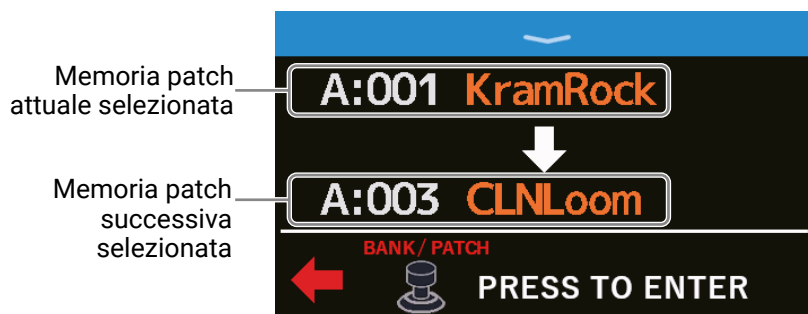 Memoria patch
attuale selezionata
A:001 KramRock
Memoria patch
successiva
selezionata
A:003 CLNLoom
BANK/ PATCH
PRESS TO ENTER